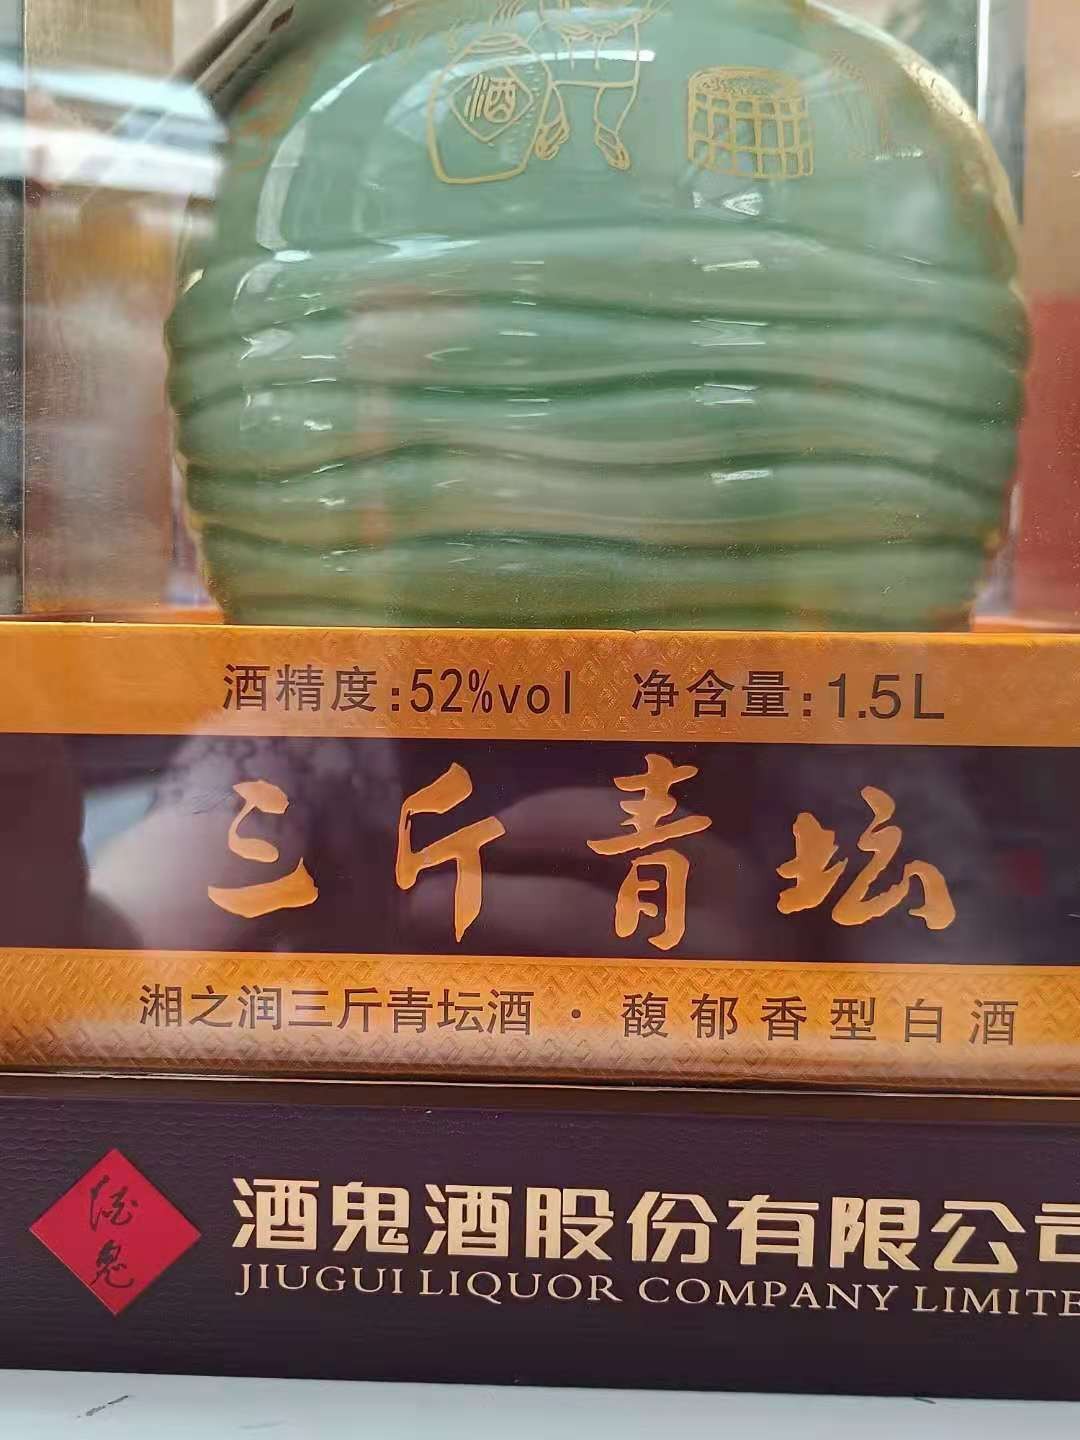 酒
酒精度:52%vol 净含量:1.5L
三斤青坛
湘之润三斤青坛酒·馥郁香型白酒
酒鬼
酒鬼酒股份有限公司
JIUGUI LIQUOR COMPANY LIMITE